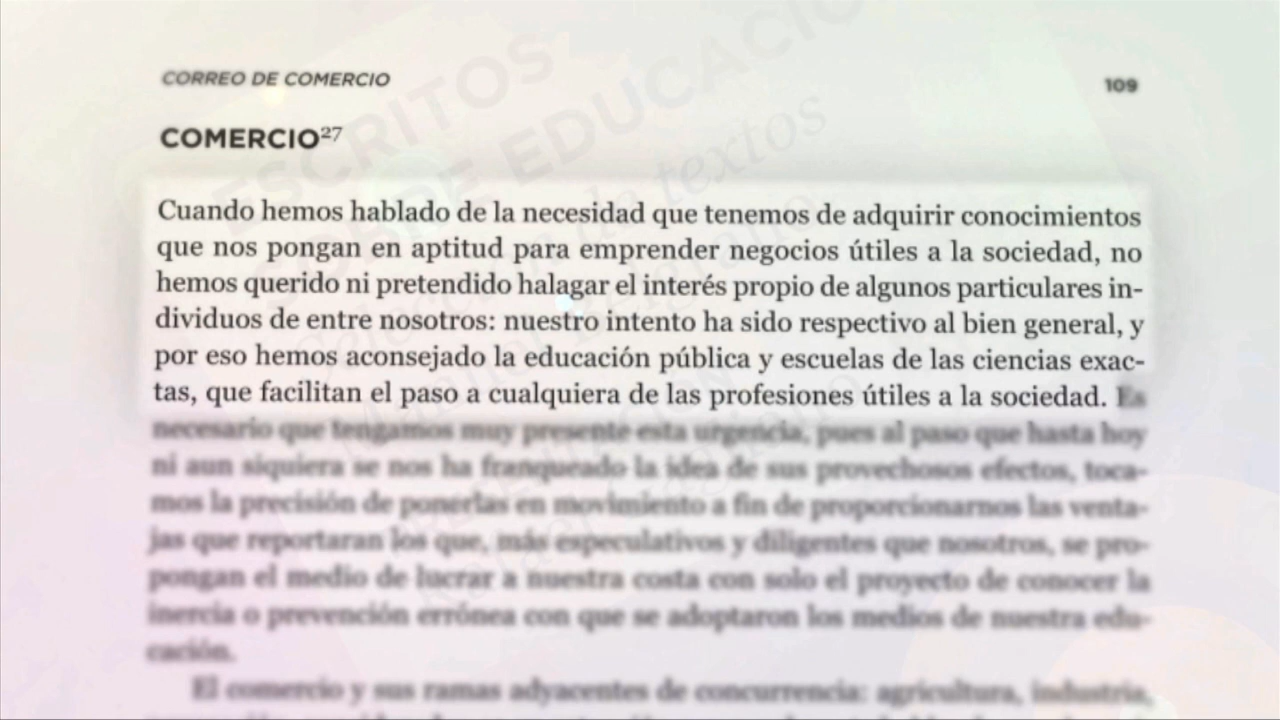 CORREO DE COMERCIO
109
COMERCIO27
Cuando hemos hablado de la necesidad que tenemos de adquirir conocimientos
que nos pongan en aptitud para emprender negocios útiles a la sociedad, no
hemos querido ni pretendido halagar el interés propio de algunos particulares in-
dividuos de entre nosotros: nuestro intento ha sido respectivo al bien general, y
por eso hemos aconsejado la educación pública y escuelas de las ciencias exac-
tas, que facilitan el paso a cualquiera de las profesiones útiles a la sociedad. Es
necesario que tengamos muy presente esta urgencia, pues al paso que hasta hoy
ni aun siquiera se nos ha franqueado la idea de sus provechosos efectos, toca-
mos la precisión de ponerlas en movimiento a fin de proporcionarnos las venta-
jas que reportaran los que, más especulativos y diligentes que nosotros, se pro-
pongan el medio de lucrar a nuestra costa con solo el proyecto de conocer la
inercia o prevención errónea con que se adoptaron los medios de nuestra edu-
cación.
El comercio y sus ramas adyacentes de concurrencia: agricultura, industria,
ESCRITOS
SOBRE EDUCACIÓN
textos